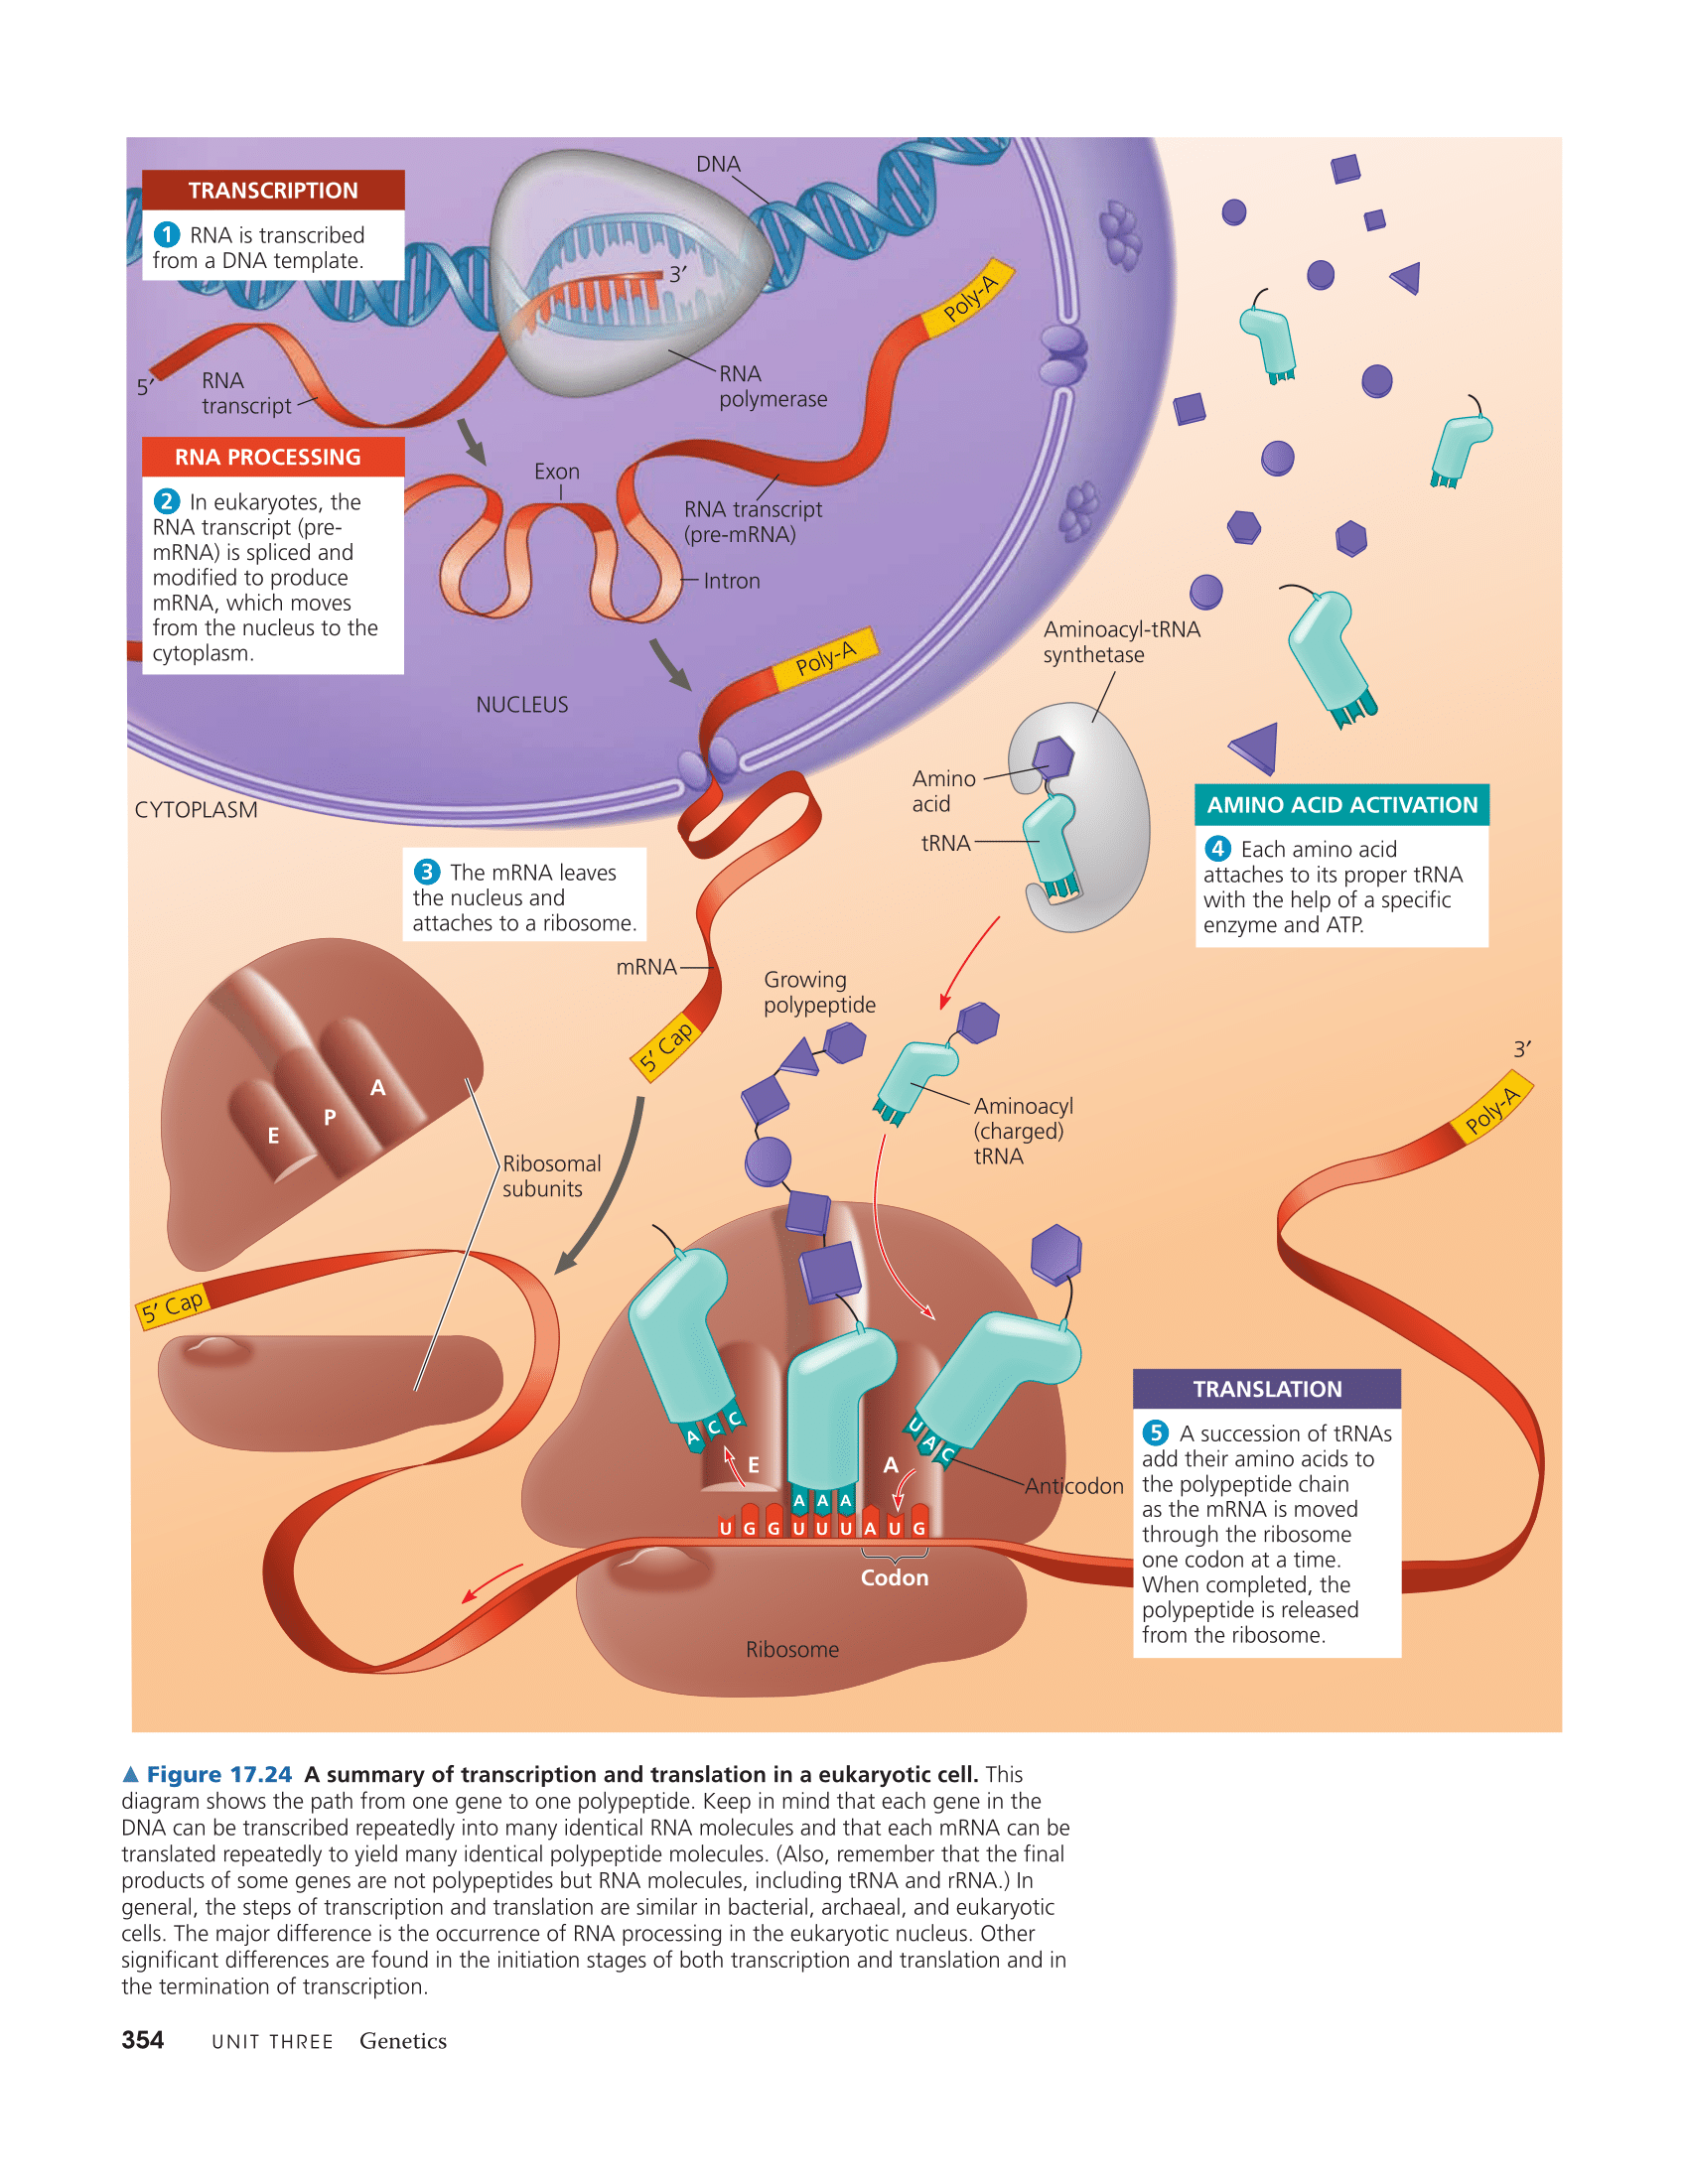 DNA
TRANSCRIPTION
1 RNA is transcribed
from a DNA template.
3′
Poly-A
5′
RNA
transcript
RNA
polymerase
RNA PROCESSING
2 In eukaryotes, the
RNA transcript (pre-
mRNA) is spliced and
modified to produce
mRNA, which moves
from the nucleus to the
cytoplasm.
Exon
RNA transcript
(pre-mRNA)
Intron
Poly-A
NUCLEUS
Aminoacyl-tRNA
synthetase
CYTOPLASM
Amino
acid
tRNA
AMINO ACID ACTIVATION
4 Each amino acid
attaches to its proper tRNA
with the help of a specific
enzyme and ATP.
3 The mRNA leaves
the nucleus and
attaches to a ribosome.
mRNA
5′ Cap
Growing
polypeptide
3′
Poly-A
A
P
E
Aminoacyl
(charged)
tRNA
Ribosomal
subunits
5′ Cap
TRANSLATION
5 A succession of tRNAs
add their amino acids to
the polypeptide chain
as the mRNA is moved
through the ribosome
one codon at a time.
When completed, the
polypeptide is released
from the ribosome.
A C C
U A C
E
A
Anticodon
A A A
U G G U U U A U G
Codon
Ribosome
▲ Figure 17.24 A summary of transcription and translation in a eukaryotic cell. This
diagram shows the path from one gene to one polypeptide. Keep in mind that each gene in the
DNA can be transcribed repeatedly into many identical RNA molecules and that each mRNA can be
translated repeatedly to yield many identical polypeptide molecules. (Also, remember that the final
products of some genes are not polypeptides but RNA molecules, including tRNA and rRNA.) In
general, the steps of transcription and translation are similar in bacterial, archaeal, and eukaryotic
cells. The major difference is the occurrence of RNA processing in the eukaryotic nucleus. Other
significant differences are found in the initiation stages of both transcription and translation and in
the termination of transcription.
354 UNIT THREE Genetics